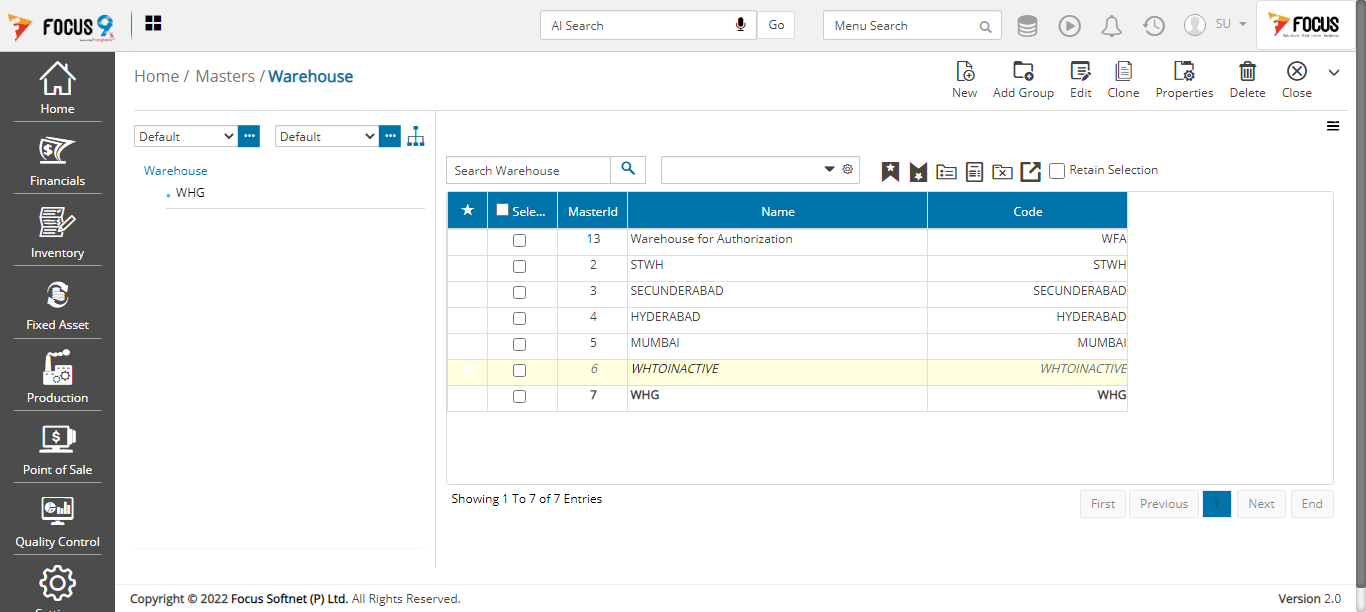 FOCUS 9
AI Search
Go
Menu Search
SU
FOCUS
Home / Masters / Warehouse
New
Add Group
Edit
Clone
Properties
Delete
Close
Home
Financials
Inventory
Fixed Asset
Production
Point of Sale
Quality Control
Default
Default
Warehouse
WHG
Search Warehouse
Retain Selection
Sele... MasterId Name Code
13 Warehouse for Authorization WFA
2 STWH STWH
3 SECUNDERABAD SECUNDERABAD
4 HYDERABAD HYDERABAD
5 MUMBAI MUMBAI
6 WHTOINACTIVE WHTOINACTIVE
7 WHG WHG
Showing 1 To 7 of 7 Entries
First Previous 1 Next End
Copyright © 2022 Focus Softnet (P) Ltd. All Rights Reserved.
Version 2.0